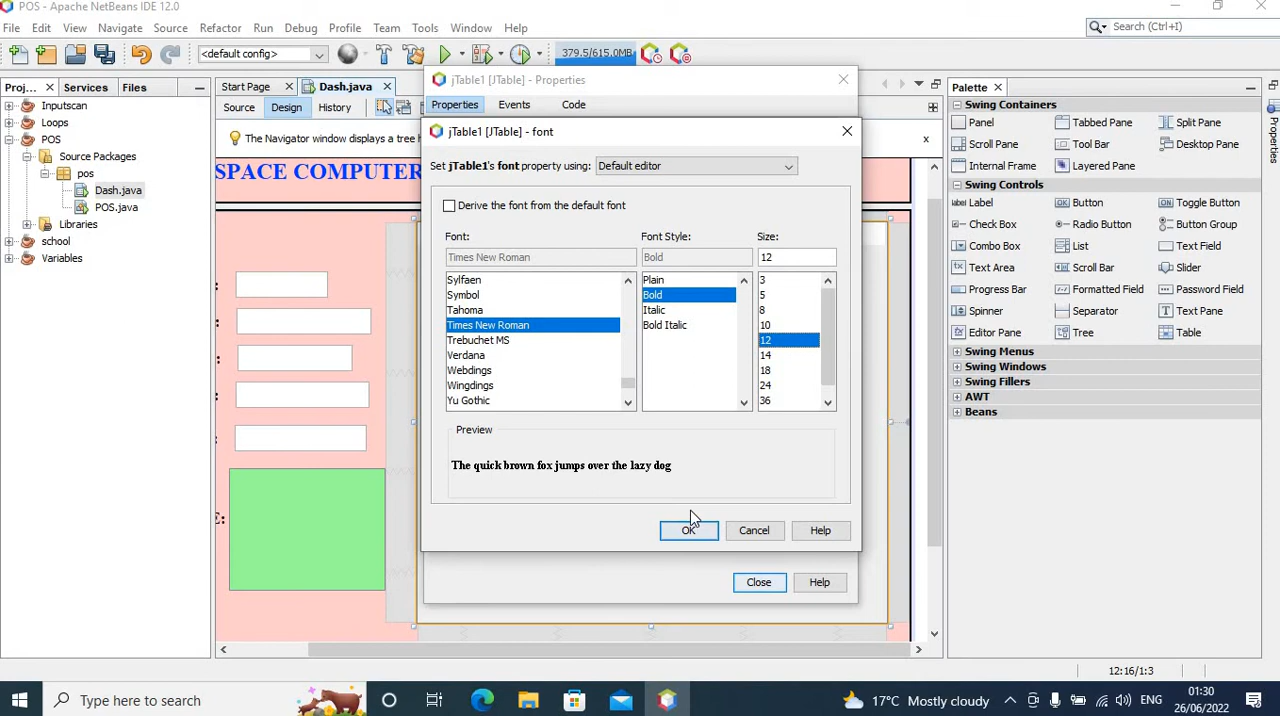 POS - Apache NetBeans IDE 12.0
File Edit View Navigate Source Refactor Run Debug Profile Team Tools Window Help
Search (Ctrl+I)
<default config>
379.5/615.0MB
Proj... Services Files
Start Page Dash.java
Source Design History
The Navigator window displays a tree
Inputscan
Loops
POS
Source Packages
pos
Dash.java
POS.java
Libraries
school
Variables
SPACE COMPUTER
jTable1 [JTable] - Properties
Properties Events Code
jTable1 [JTable] - font
Set jTable1's font property using: Default editor
Derive the font from the default font
Font: Font Style: Size:
Times New Roman Bold 12
Sylfaen
Symbol
Tahoma
Times New Roman
Trebuchet MS
Verdana
Webdings
Wingdings
Yu Gothic
Plain
Bold
Italic
Bold Italic
3
5
8
10
12
14
18
24
36
Preview
The quick brown fox jumps over the lazy dog
OK Cancel Help
Close Help
Palette
Swing Containers
Panel Tabbed Pane Split Pane
Scroll Pane Tool Bar Desktop Pane
Internal Frame Layered Pane
Swing Controls
Label Button Toggle Button
Check Box Radio Button Button Group
Combo Box List Text Field
Text Area Scroll Bar Slider
Progress Bar Formatted Field Password Field
Spinner Separator Text Pane
Editor Pane Tree Table
Swing Menus
Swing Windows
Swing Fillers
AWT
Beans
Properties
12:16/1:3
Type here to search
17°C Mostly cloudy
ENG
01:30
26/06/2022